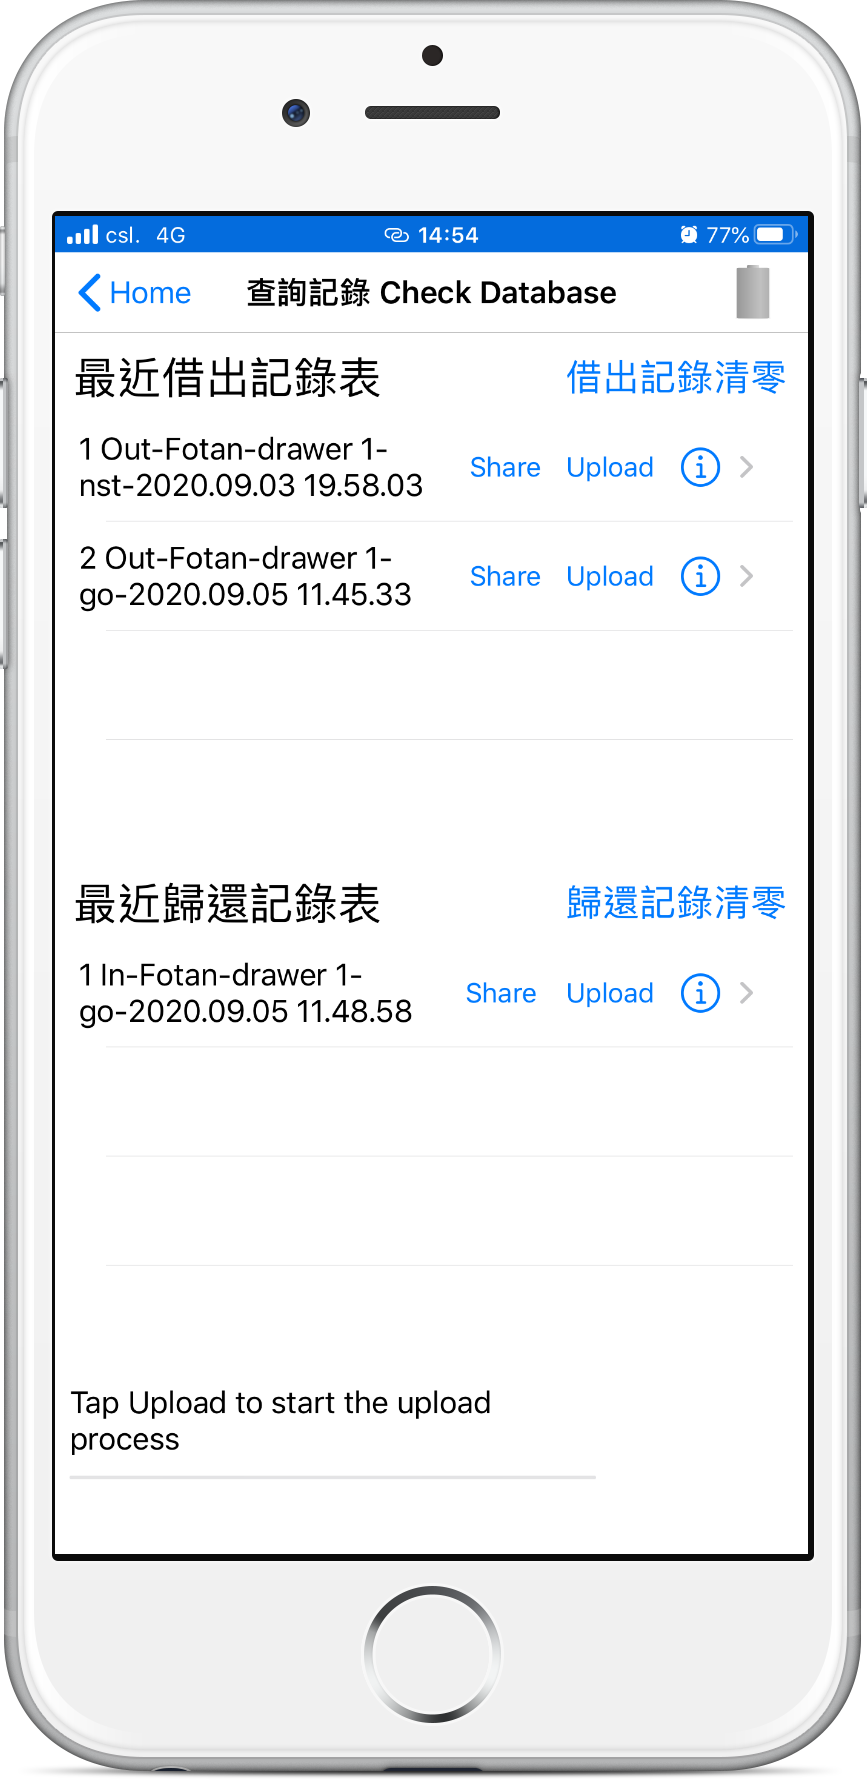 csl. 4G 14:54 77%
Home 查詢記錄 Check Database
最近借出記錄表 借出記錄清零
1 Out-Fotan-drawer 1-
nst-2020.09.03 19.58.03 Share Upload
2 Out-Fotan-drawer 1-
go-2020.09.05 11.45.33 Share Upload
最近歸還記錄表 歸還記錄清零
1 In-Fotan-drawer 1-
go-2020.09.05 11.48.58 Share Upload
Tap Upload to start the upload
process